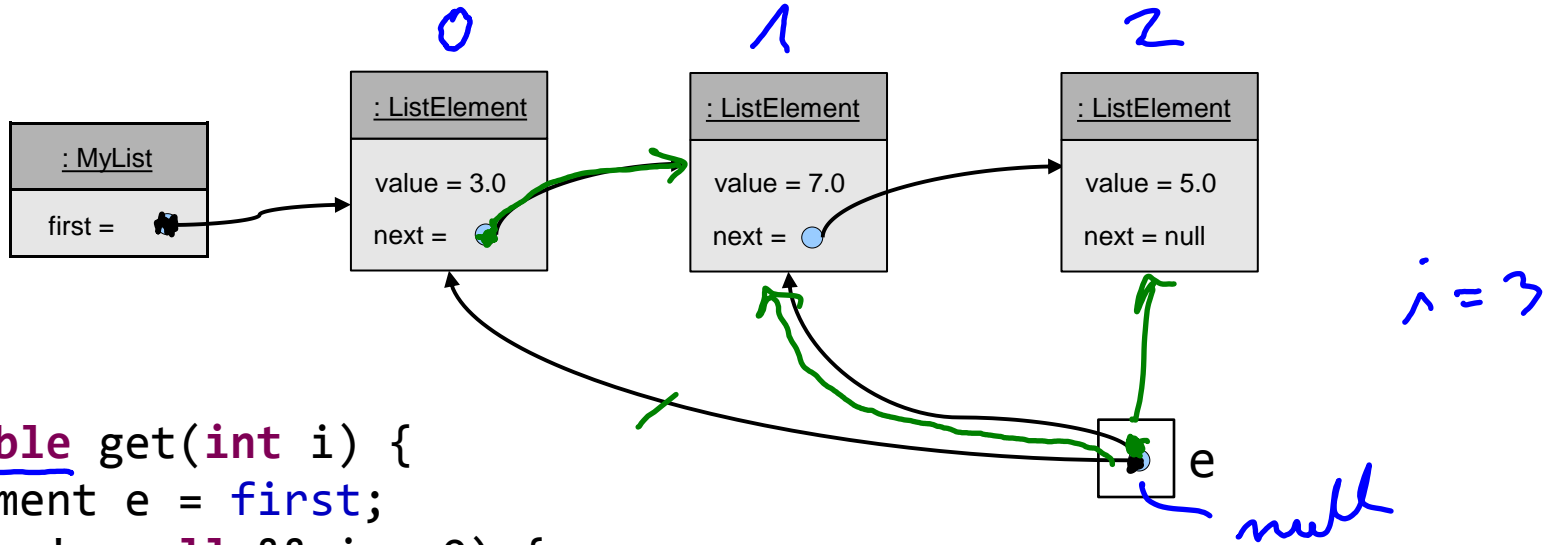 0 1 2
: MyList
first =
: ListElement
value = 3.0
next =
: ListElement
value = 7.0
next =
: ListElement
value = 5.0
next = null
i = 3
e
null
ble get(int i) {
ment e = first;